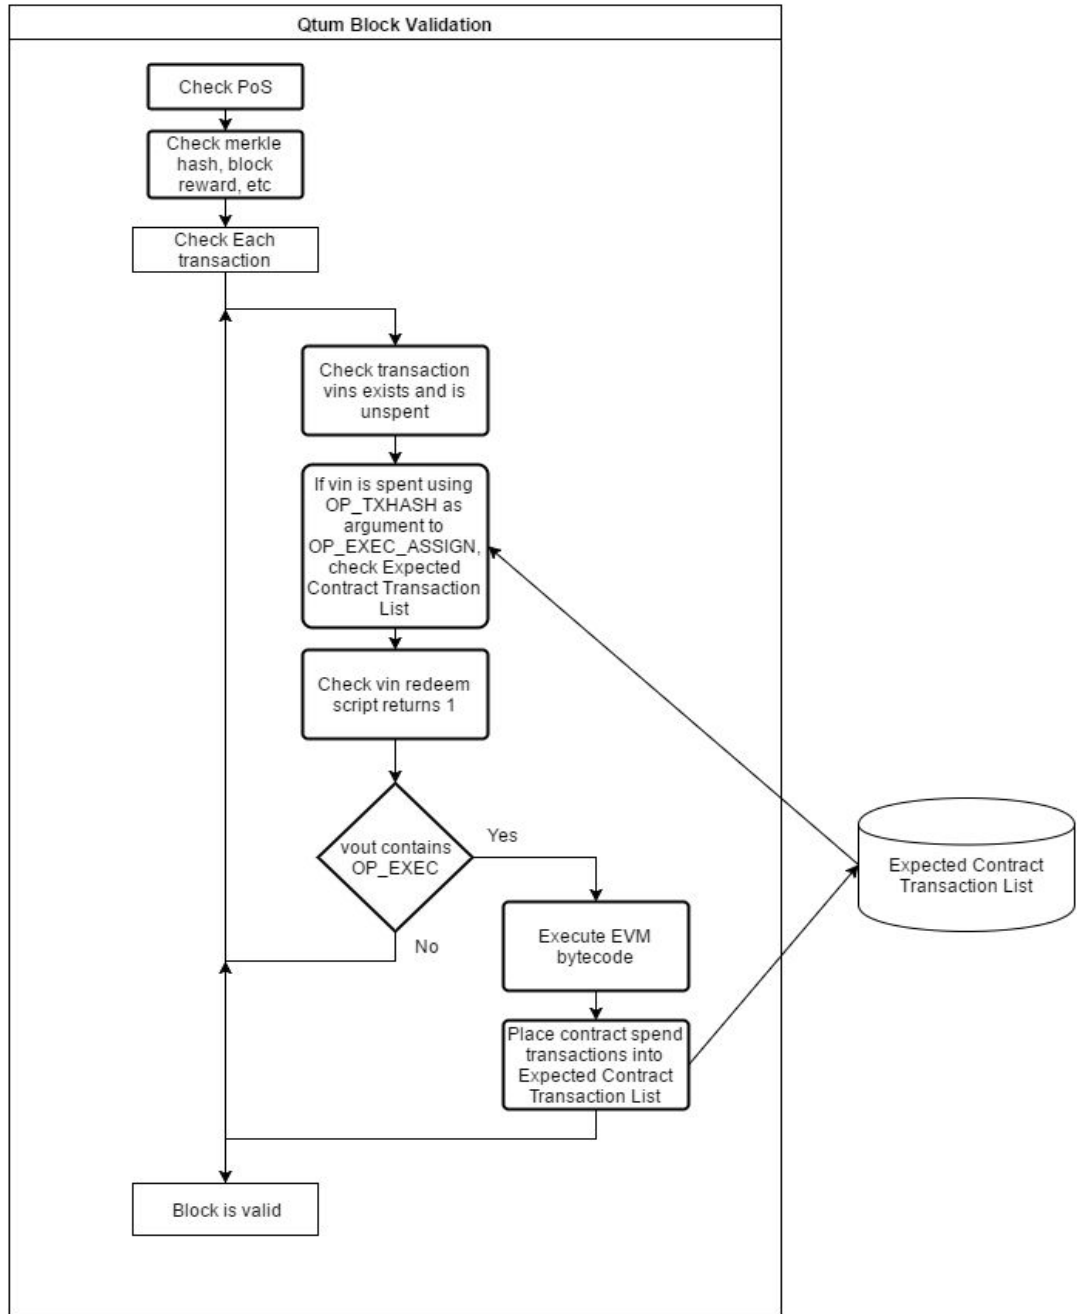 Qtum Block Validation
Check PoS
Check merkle
hash, block
reward, etc
Check Each
transaction
Check transaction
vins exists and is
unspent
If vin is spent using
OP_TXHASH as
argument to
OP_EXEC_ASSIGN,
check Expected
Contract Transaction
List
Check vin redeem
script returns 1
vout contains
OP_EXEC
Yes
No
Execute EVM
bytecode
Place contract spend
transactions into
Expected Contract
Transaction List
Expected Contract
Transaction List
Block is valid